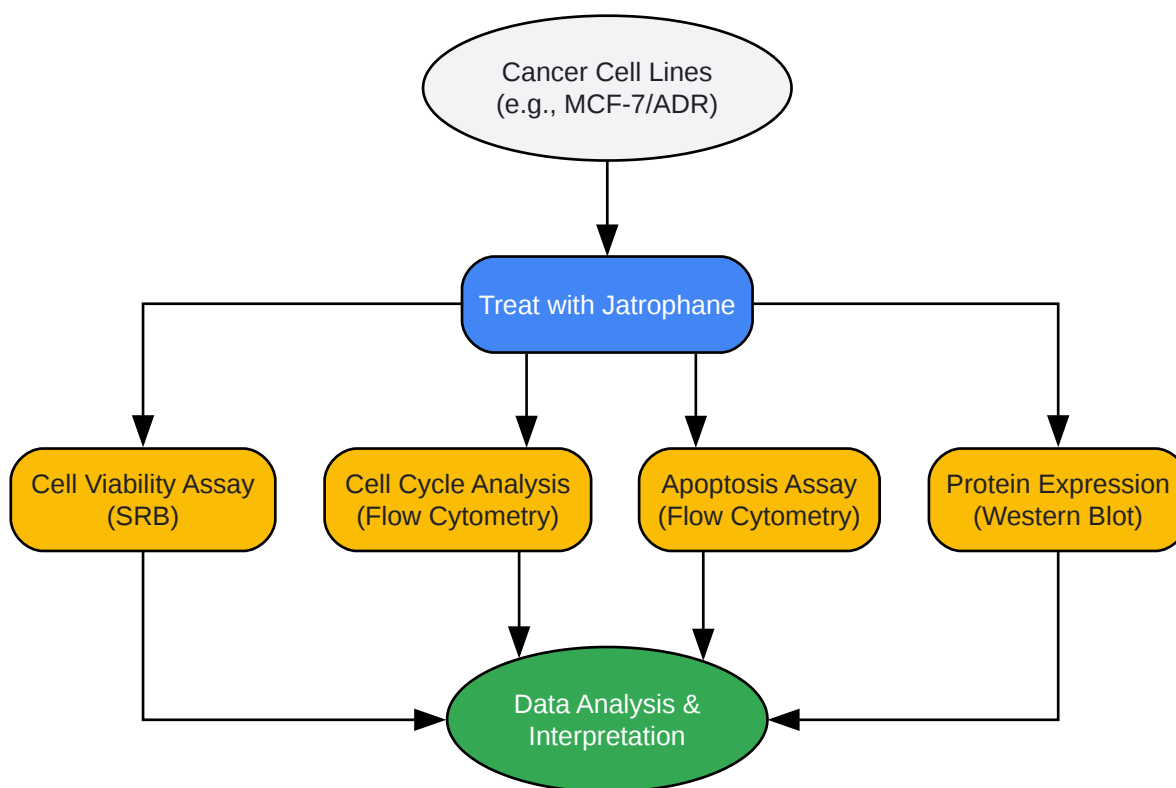 Cancer Cell Lines
(e.g., MCF-7/ADR)
Treat with Jatrophane
Cell Viability Assay
(SRB)
Cell Cycle Analysis
(Flow Cytometry)
Apoptosis Assay
(Flow Cytometry)
Protein Expression
(Western Blot)
Data Analysis &
Interpretation